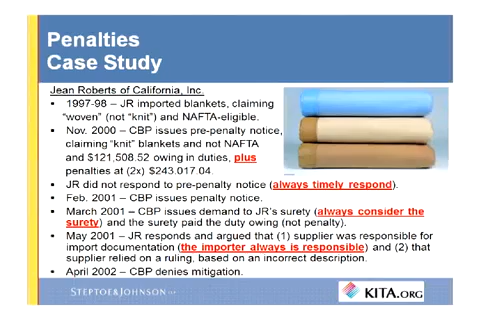 Penalties
Case Study
Jean Roberts of California, Inc.
• 1997-98 – JR imported blankets, claiming
"woven" (not "knit") and NAFTA-eligible.
• Nov. 2000 – CBP issues pre-penalty notice,
claiming "knit" blankets and not NAFTA
and $121,508.52 owing in duties, plus
penalties at (2x) $243.017.04.
• JR did not respond to pre-penalty notice (always timely respond).
• Feb. 2001 – CBP issues penalty notice.
• March 2001 – CBP issues demand to JR's surety (always consider the
surety) and the surety paid the duty owing (not penalty).
• May 2001 – JR responds and argued that (1) supplier was responsible for
import documentation (the importer always is responsible) and (2) that
supplier relied on a ruling, based on an incorrect description.
• April 2002 – CBP denies mitigation.
STEPTOE&JOHNSON LLP
KITA.ORG